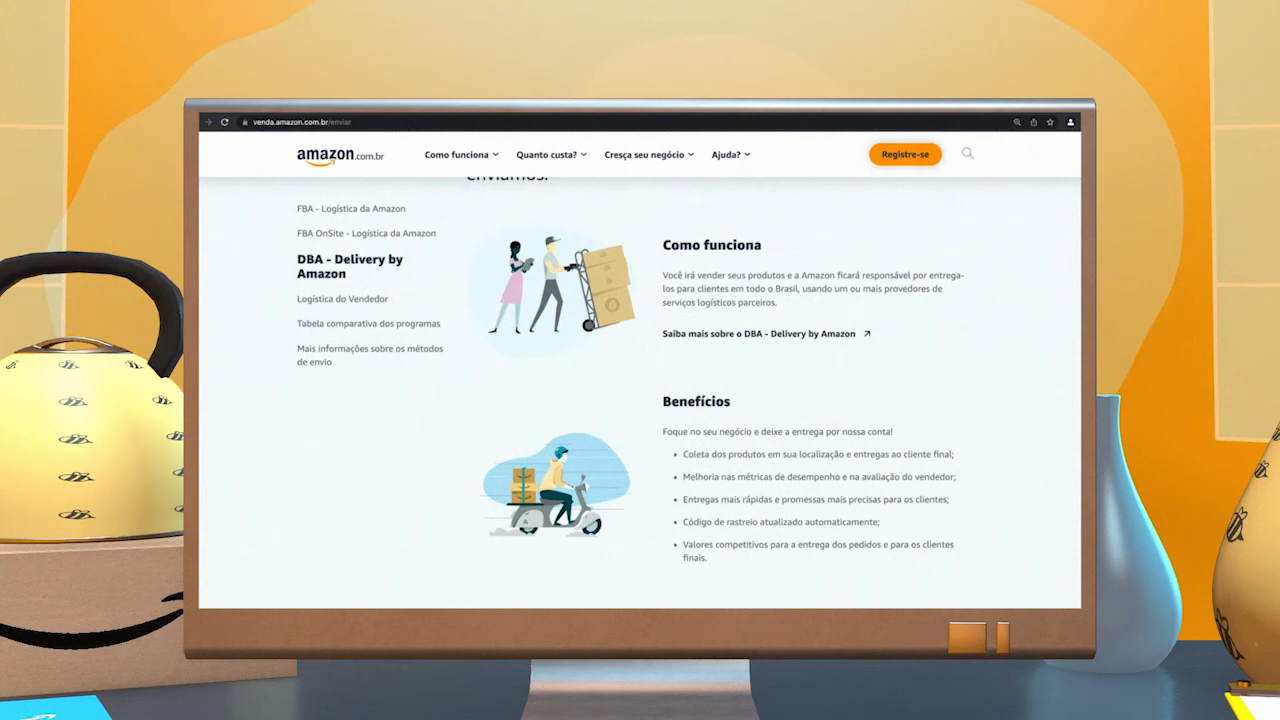 venda.amazon.com.br/enviar
amazon.com.br
Como funciona
Quanto custa?
Cresça seu negócio
Ajuda?
Registre-se
enviamos.
FBA - Logística da Amazon
FBA OnSite - Logística da Amazon
DBA - Delivery by
Amazon
Logística do Vendedor
Tabela comparativa dos programas
Mais informações sobre os métodos
de envio
Como funciona
Você irá vender seus produtos e a Amazon ficará responsável por entrega-
los para clientes em todo o Brasil, usando um ou mais provedores de
serviços logísticos parceiros.
Saiba mais sobre o DBA - Delivery by Amazon
Benefícios
Foque no seu negócio e deixe a entrega por nossa conta!
• Coleta dos produtos em sua localização e entregas ao cliente final;
• Melhoria nas métricas de desempenho e na avaliação do vendedor;
• Entregas mais rápidas e promessas mais precisas para os clientes;
• Código de rastreio atualizado automaticamente;
• Valores competitivos para a entrega dos pedidos e para os clientes
finais.